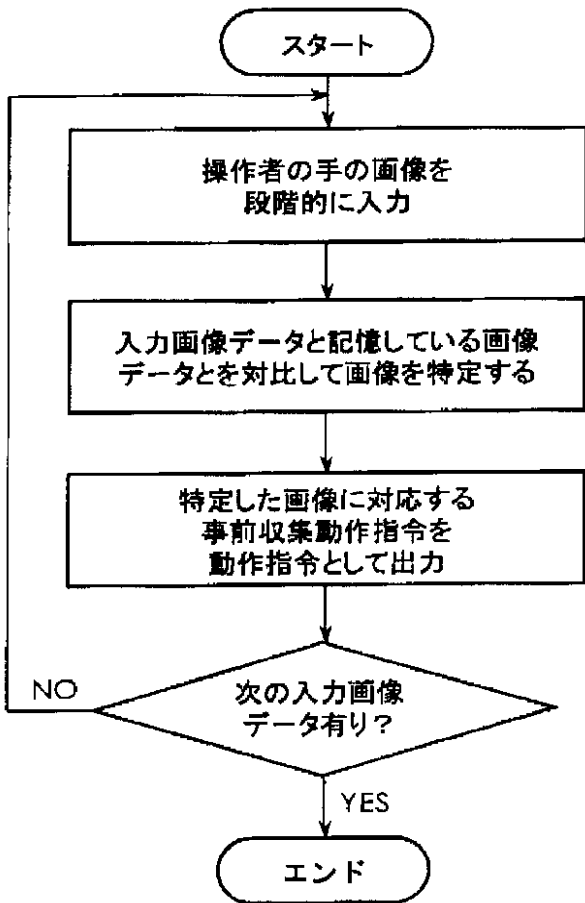 スタート
操作者の手の画像を
段階的に入力
入力画像データと記憶している画像
データとを対比して画像を特定する
特定した画像に対応する
事前収集動作指令を
動作指令として出力
次の入力画像
データ有り？
NO
YES
エンド